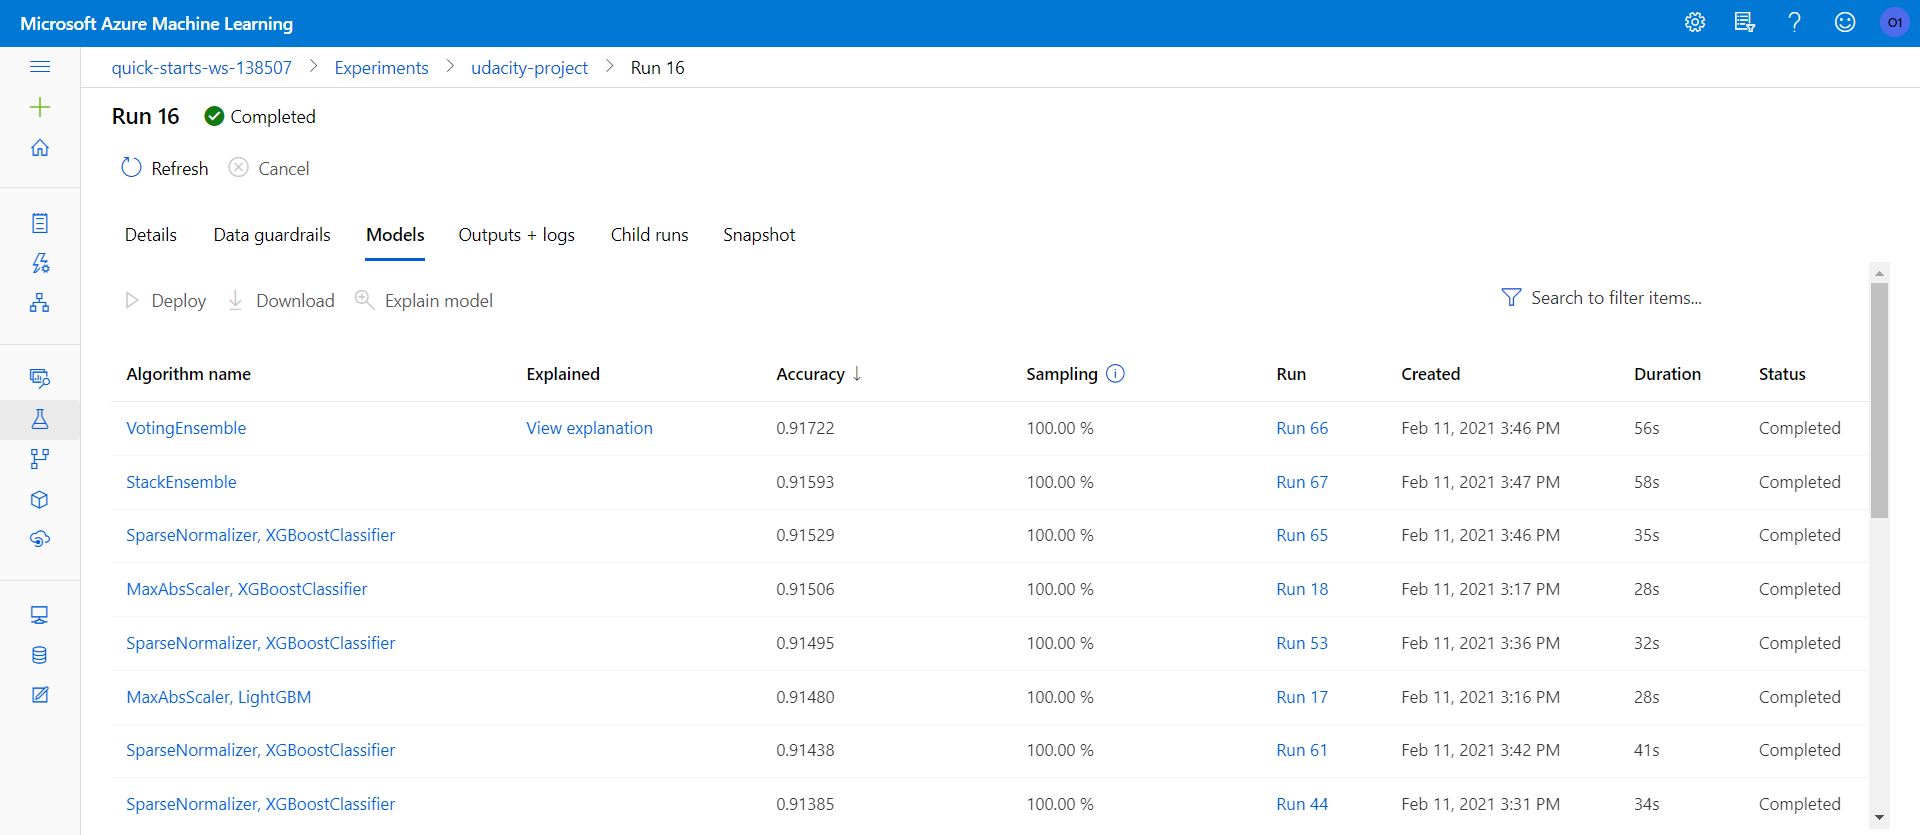 Microsoft Azure Machine Learning
O1
quick-starts-ws-138507 > Experiments > udacity-project > Run 16
Run 16 Completed
Refresh Cancel
Details Data guardrails Models Outputs + logs Child runs Snapshot
Deploy Download Explain model Search to filter items...
Algorithm name Explained Accuracy ↓ Sampling Run Created Duration Status
VotingEnsemble View explanation 0.91722 100.00 % Run 66 Feb 11, 2021 3:46 PM 56s Completed
StackEnsemble 0.91593 100.00 % Run 67 Feb 11, 2021 3:47 PM 58s Completed
SparseNormalizer, XGBoostClassifier 0.91529 100.00 % Run 65 Feb 11, 2021 3:46 PM 35s Completed
MaxAbsScaler, XGBoostClassifier 0.91506 100.00 % Run 18 Feb 11, 2021 3:17 PM 28s Completed
SparseNormalizer, XGBoostClassifier 0.91495 100.00 % Run 53 Feb 11, 2021 3:36 PM 32s Completed
MaxAbsScaler, LightGBM 0.91480 100.00 % Run 17 Feb 11, 2021 3:16 PM 28s Completed
SparseNormalizer, XGBoostClassifier 0.91438 100.00 % Run 61 Feb 11, 2021 3:42 PM 41s Completed
SparseNormalizer, XGBoostClassifier 0.91385 100.00 % Run 44 Feb 11, 2021 3:31 PM 34s Completed